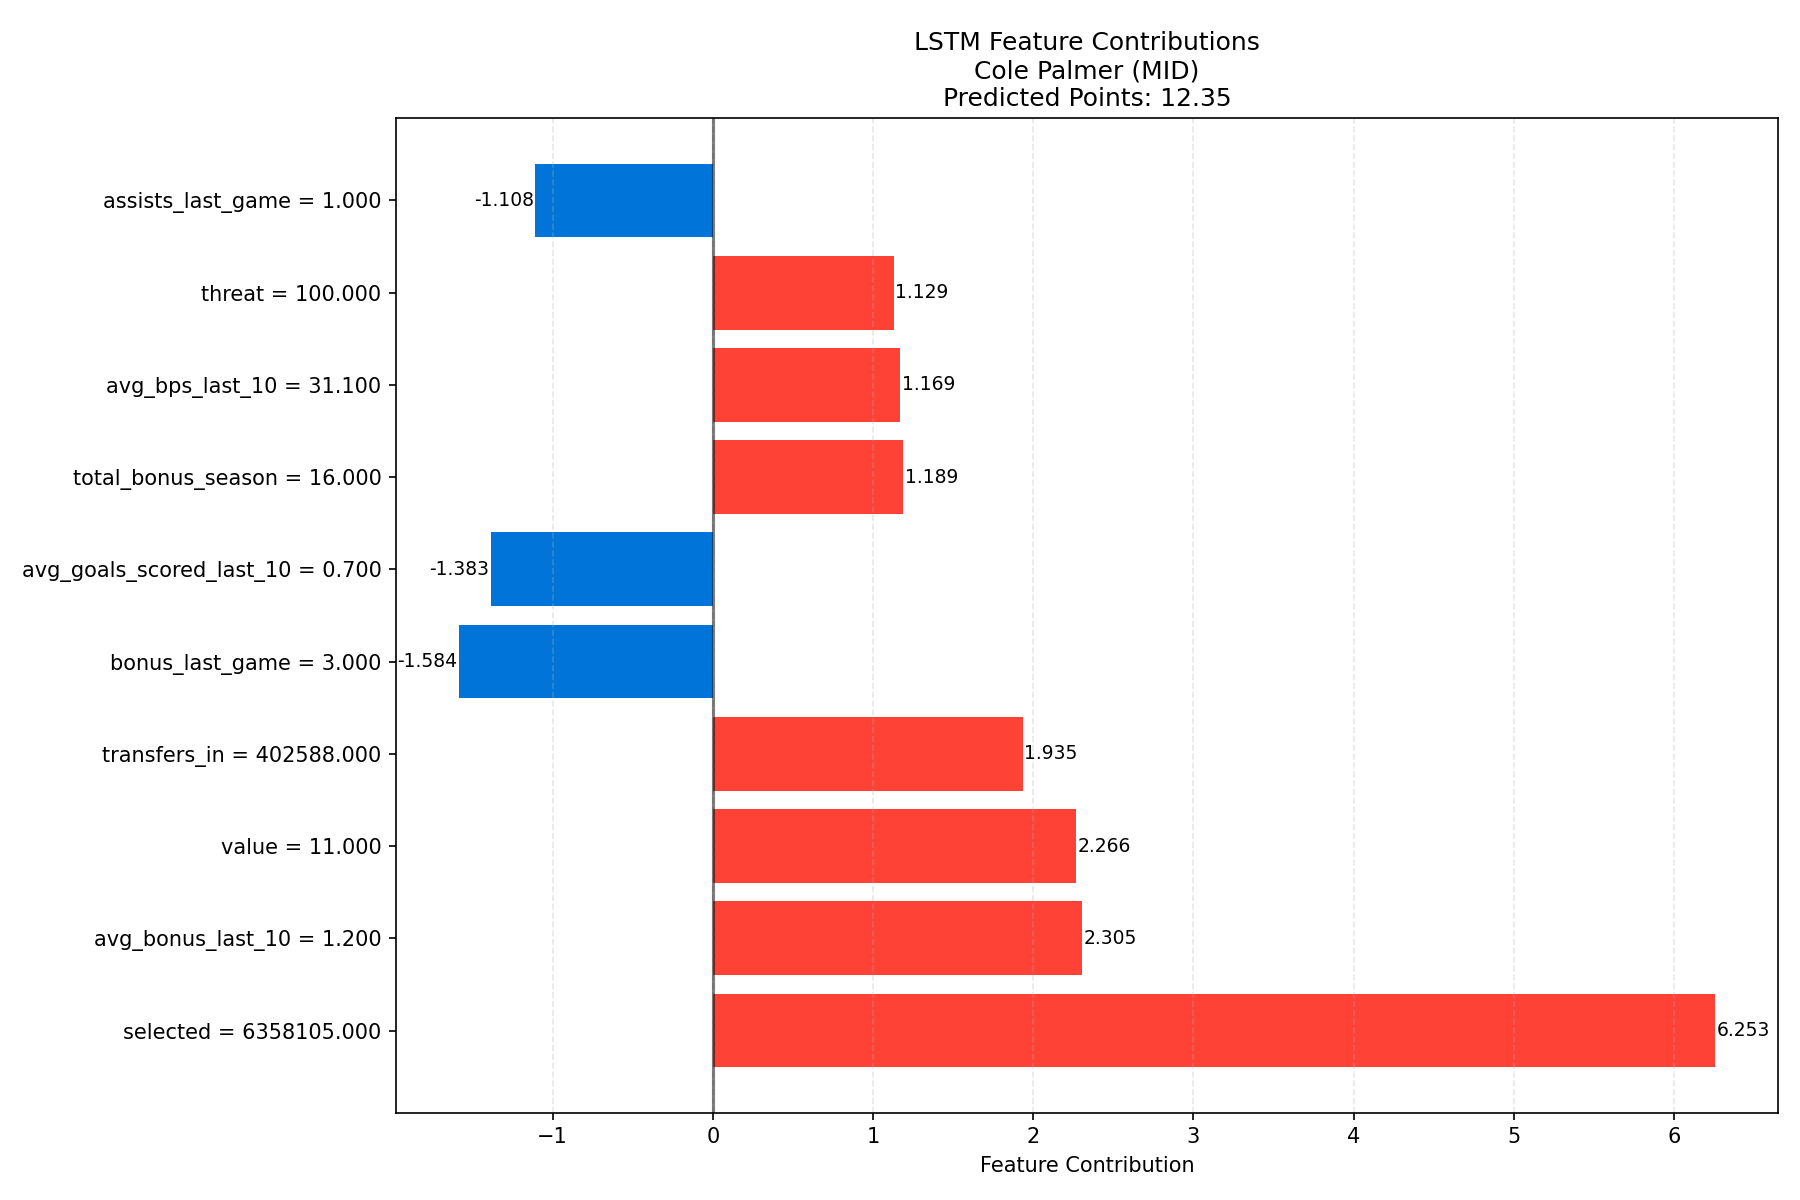 LSTM Feature Contributions
Cole Palmer (MID)
Predicted Points: 12.35
assists_last_game = 1.000
-1.108
threat = 100.000
1.129
avg_bps_last_10 = 31.100
1.169
total_bonus_season = 16.000
1.189
avg_goals_scored_last_10 = 0.700
-1.383
bonus_last_game = 3.000
-1.584
transfers_in = 402588.000
1.935
value = 11.000
2.266
avg_bonus_last_10 = 1.200
2.305
selected = 6358105.000
6.253
−1 0 1 2 3 4 5 6
Feature Contribution